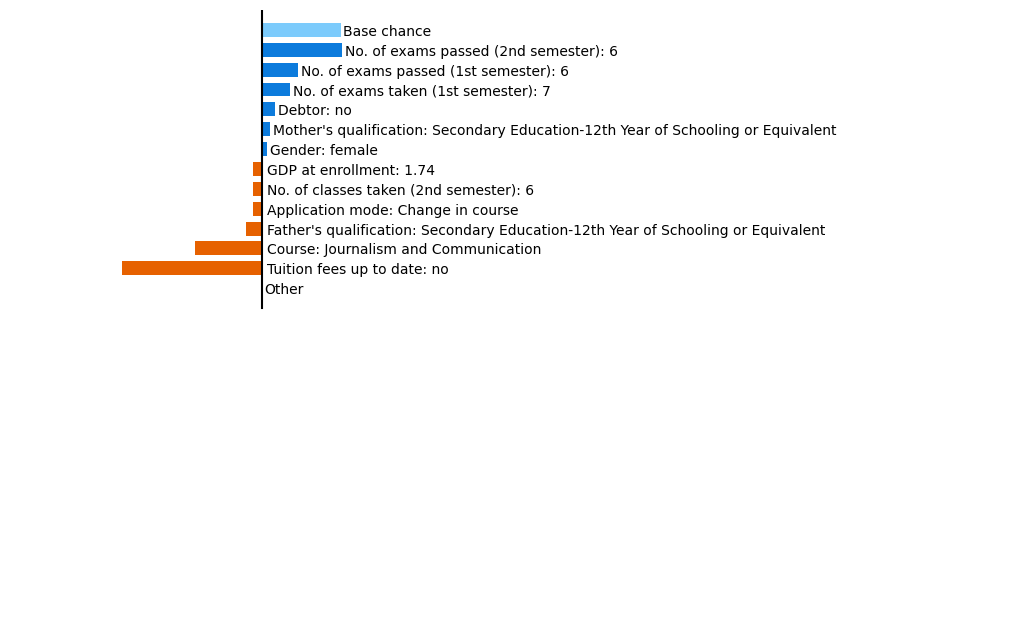 Base chance
No. of exams passed (2nd semester): 6
No. of exams passed (1st semester): 6
No. of exams taken (1st semester): 7
Debtor: no
Mother's qualification: Secondary Education-12th Year of Schooling or Equivalent
Gender: female
GDP at enrollment: 1.74
No. of classes taken (2nd semester): 6
Application mode: Change in course
Father's qualification: Secondary Education-12th Year of Schooling or Equivalent
Course: Journalism and Communication
Tuition fees up to date: no
Other